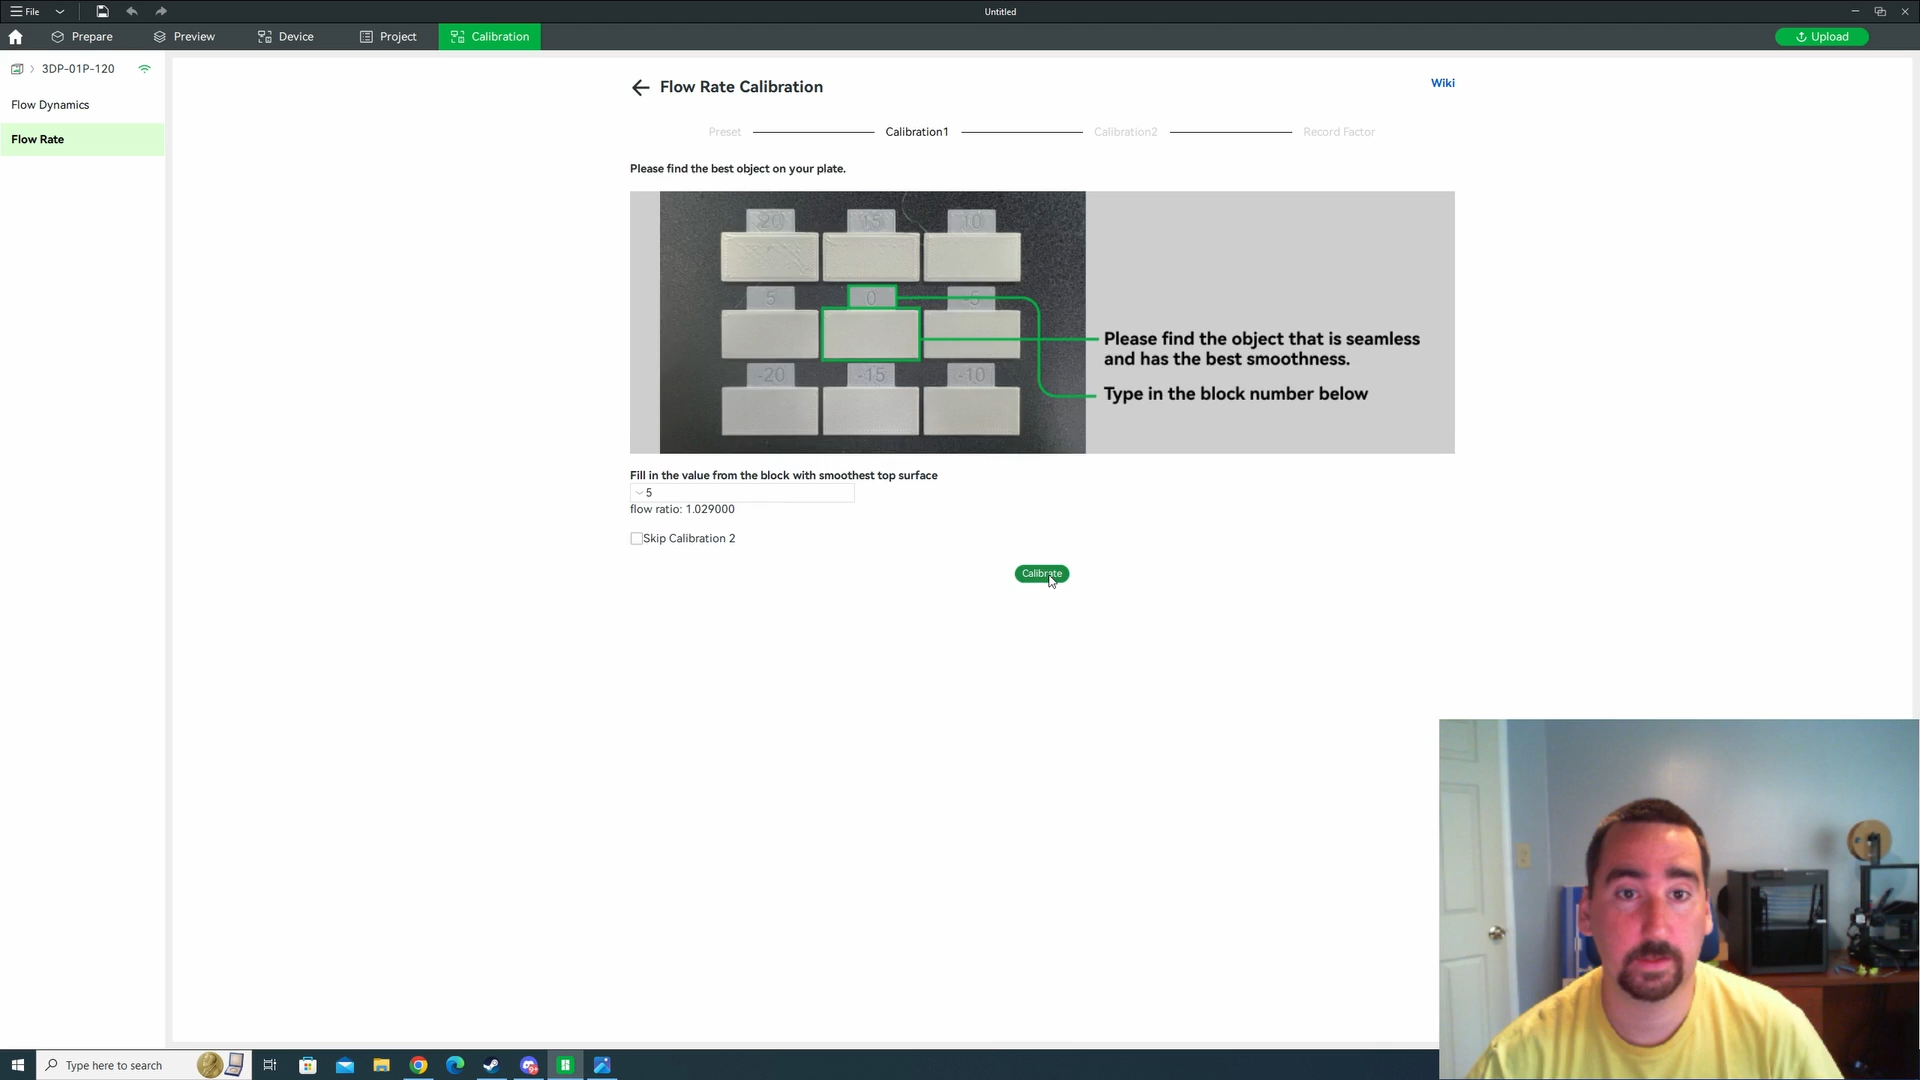 File
Untitled
Prepare
Preview
Device
Project
Calibration
Upload
3DP-01P-120
Flow Dynamics
Flow Rate
Flow Rate Calibration
Wiki
Preset
Calibration1
Calibration2
Record Factor
Please find the best object on your plate.
20
15
10
5
0
-5
-20
-15
-10
Please find the object that is seamless
and has the best smoothness.
Type in the block number below
Fill in the value from the block with smoothest top surface
5
flow ratio: 1.029000
Skip Calibration 2
Calibrate
Type here to search